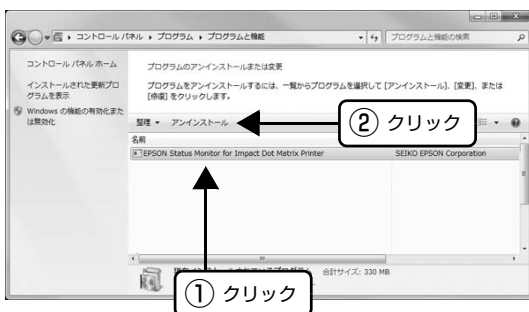 コントロール パネル ▸ プログラム ▸ プログラムと機能
プログラムと機能の検索
コントロール パネル ホーム
インストールされた更新プロ
グラムを表示
Windows の機能の有効化また
は無効化
プログラムのアンインストールまたは変更
プログラムをアンインストールするには、一覧からプログラムを選択して [アンインストール]、[変更]、または
[修復] をクリックします。
整理 ▾ アンインストール
② クリック
名前
EPSON Status Monitor for Impact Dot Matrix Printer SEIKO EPSON Corporation
合計サイズ: 330 MB
① クリック